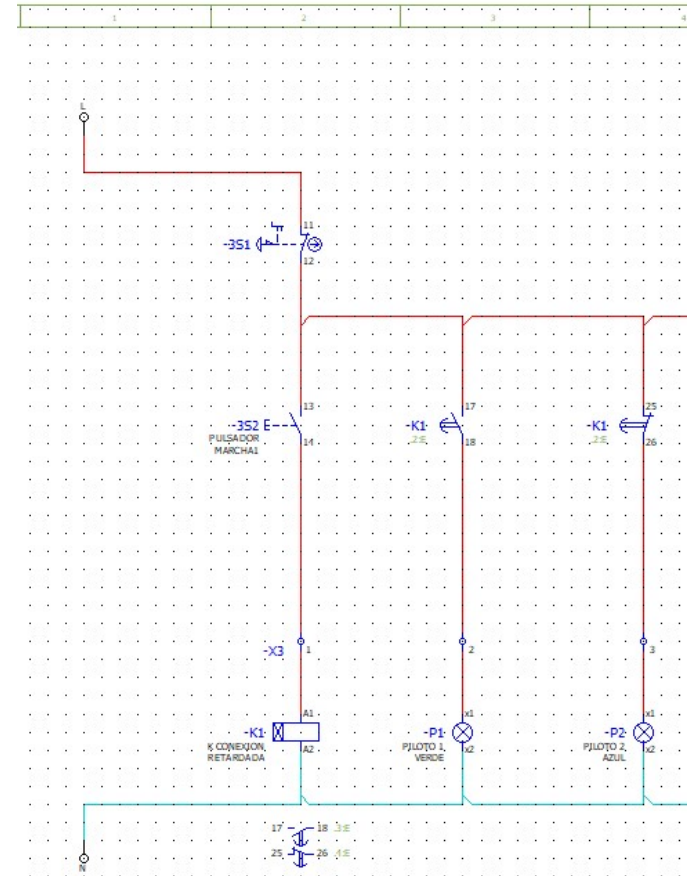 1 2 3 4
L
11
-3S1
12
13 17 25
-3S2 -K1 -K1
PULSADOR .2:E .2:E
MARCHA1 14 18 26
-X3 1 2 3
A1 x1 x1
-K1 -P1 -P2
K CONEXION A2 PILOTO 1 x2 PILOTO 2 x2
RETARDADA VERDE AZUL
17 18 .3:E
25 26 .4:E
N